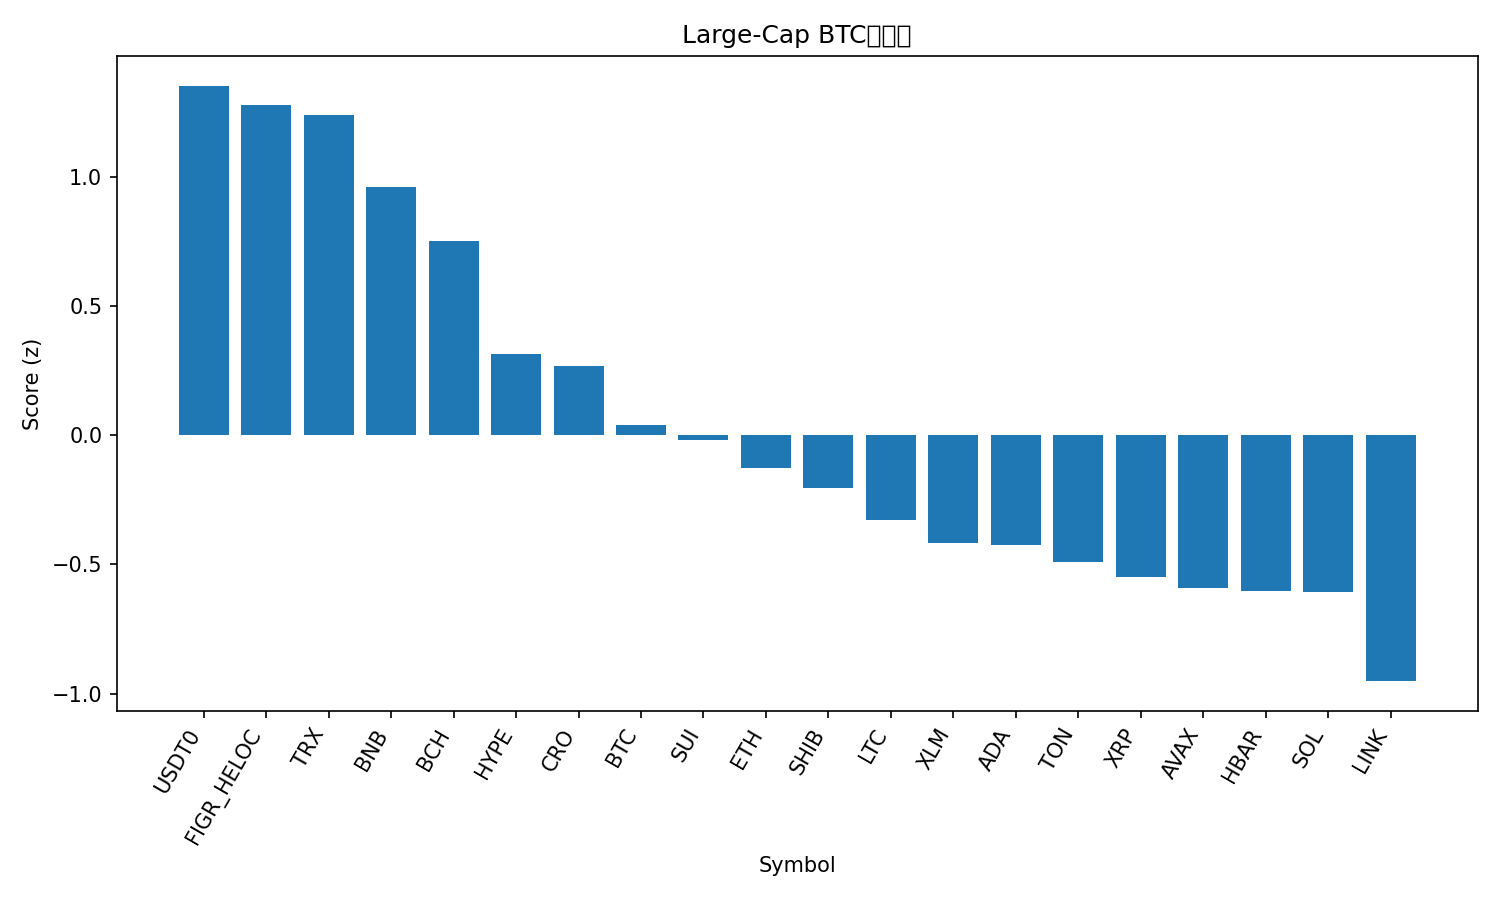 Large-Cap BTC
Score (z)
1.0
0.5
0.0
−0.5
−1.0
USDT0
FIGR_HELOC
TRX
BNB
BCH
HYPE
CRO
BTC
SUI
ETH
SHIB
LTC
XLM
ADA
TON
XRP
AVAX
HBAR
SOL
LINK
Symbol